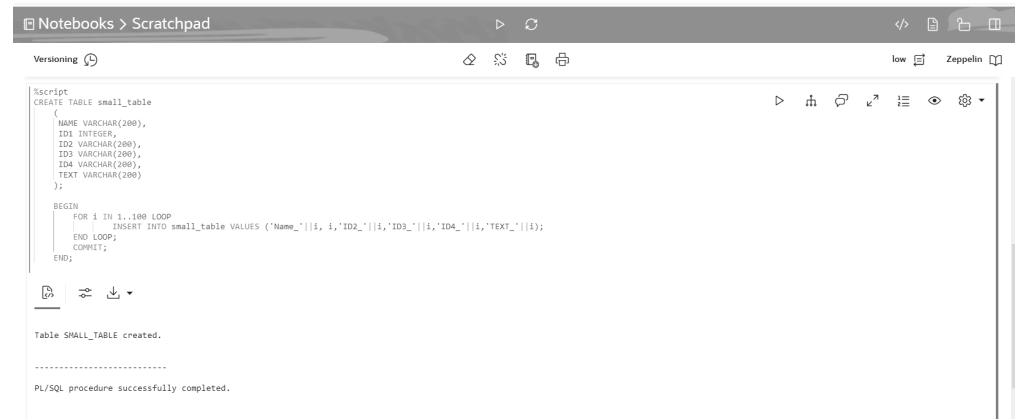 Notebooks > Scratchpad
Versioning
low
Zeppelin
%script
CREATE TABLE small_table
(
NAME VARCHAR(200),
ID1 INTEGER,
ID2 VARCHAR(200),
ID3 VARCHAR(200),
ID4 VARCHAR(200),
TEXT VARCHAR(200)
);
BEGIN
FOR i IN 1..100 LOOP
INSERT INTO small_table VALUES ('Name_'||i, i,'ID2_'||i,'ID3_'||i,'ID4_'||i,'TEXT_'||i);
END LOOP;
COMMIT;
END;
Table SMALL_TABLE created.
---------------------------
PL/SQL procedure successfully completed.